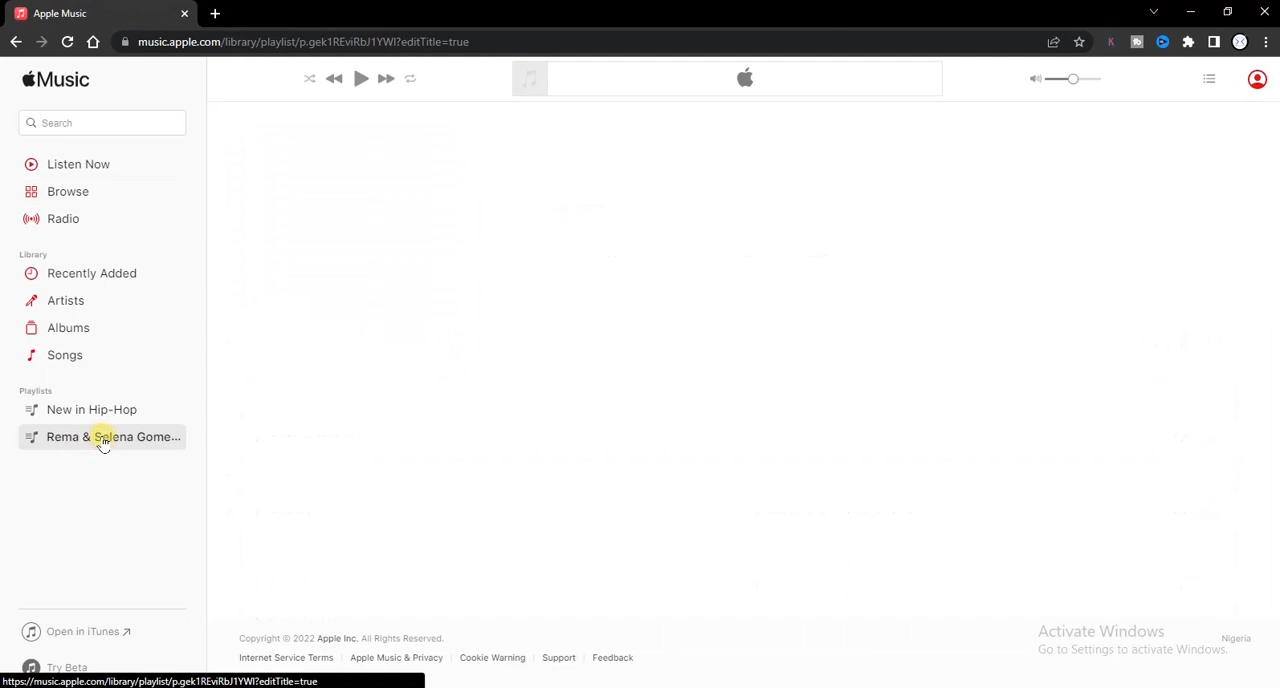 Apple Music
music.apple.com/library/playlist/p.gek1REviRbJ1YWl?editTitle=true
Music
Search
Listen Now
Browse
Radio
Library
Recently Added
Artists
Albums
Songs
Playlists
New in Hip-Hop
Rema & Selena Gome...
Open in iTunes
Try Beta
Copyright © 2022 Apple Inc. All Rights Reserved.
Internet Service Terms
Apple Music & Privacy
Cookie Warning
Support
Feedback
Nigeria
Activate Windows
Go to Settings to activate Windows.
https://music.apple.com/library/playlist/p.gek1REviRbJ1YWl?editTitle=true